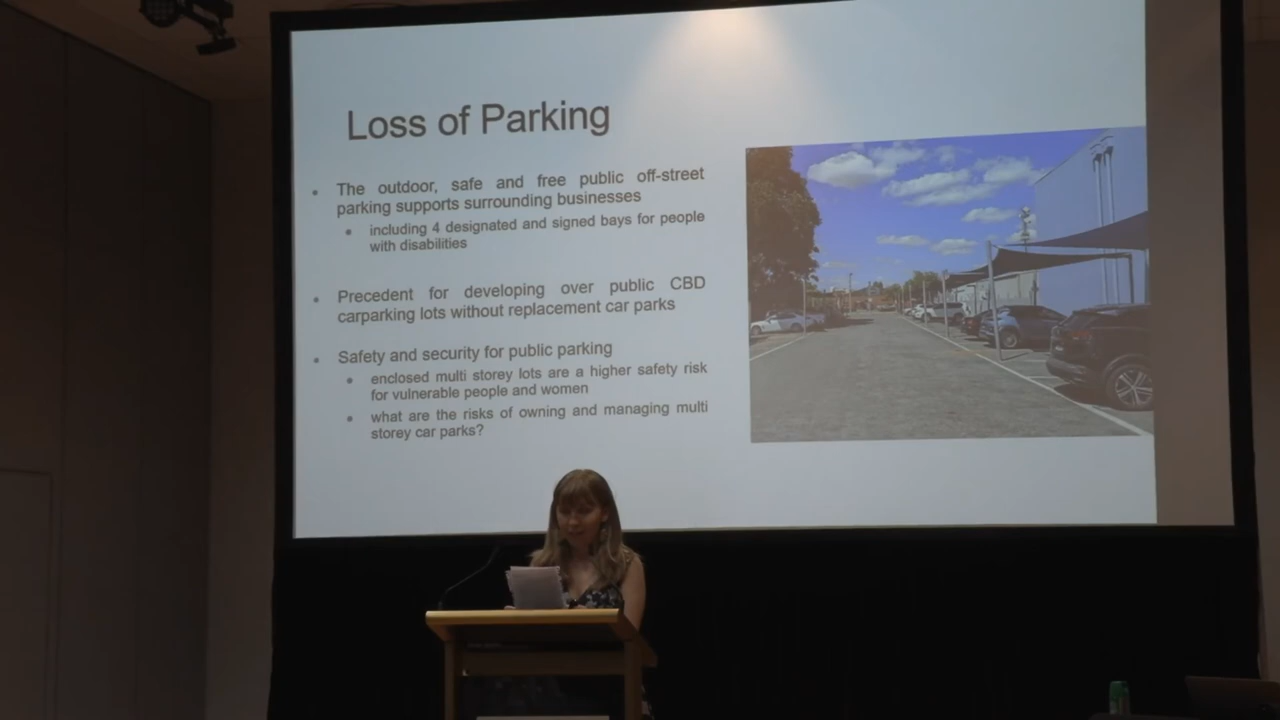 Loss of Parking
The outdoor, safe and free public off-street
parking supports surrounding businesses
including 4 designated and signed bays for people
with disabilities
Precedent for developing over public CBD
carparking lots without replacement car parks
Safety and security for public parking
enclosed multi storey lots are a higher safety risk
for vulnerable people and women
what are the risks of owning and managing multi
storey car parks?